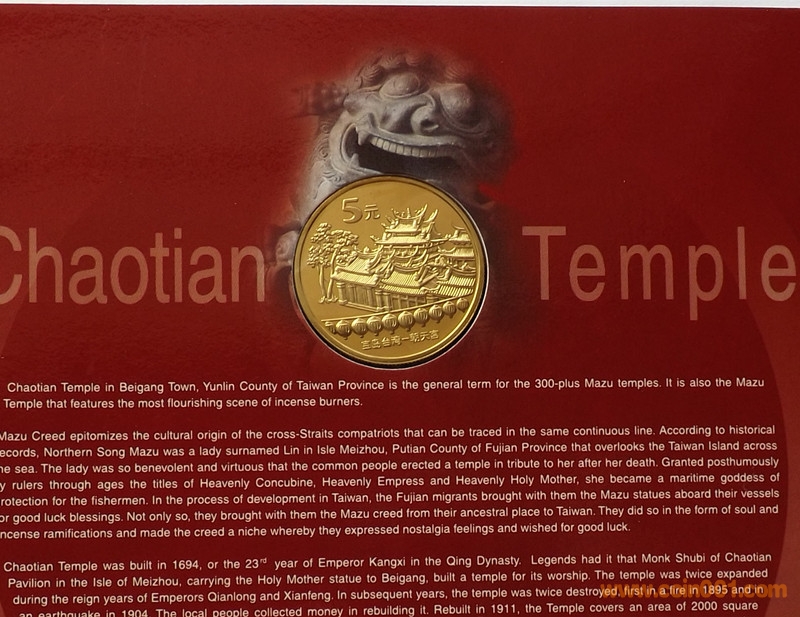 5元
Chaotian Temple
宝岛台湾—朝天宫
Chaotian Temple in Beigang Town, Yunlin County of Taiwan Province is the general term for the 300-plus Mazu temples. It is also the Mazu
Temple that features the most flourishing scene of incense burners.
Mazu Creed epitomizes the cultural origin of the cross-Straits compatriots that can be traced in the same continuous line. According to historical
records, Northern Song Mazu was a lady surnamed Lin in Isle Meizhou, Putian County of Fujian Province that overlooks the Taiwan Island across
he sea. The lady was so benevolent and virtuous that the common people erected a temple in tribute to her after her death. Granted posthumously
y rulers through ages the titles of Heavenly Concubine, Heavenly Empress and Heavenly Holy Mother, she became a maritime goddess of
rotection for the fishermen. In the process of development in Taiwan, the Fujian migrants brought with them the Mazu statues aboard their vessels
or good luck blessings. Not only so, they brought with them the Mazu creed from their ancestral place to Taiwan. They did so in the form of soul and
ncense ramifications and made the creed a niche whereby they expressed nostalgia feelings and wished for good luck.
Chaotian Temple was built in 1694, or the 23rd year of Emperor Kangxi in the Qing Dynasty. Legends had it that Monk Shubi of Chaotian
Pavilion in the Isle of Meizhou, carrying the Holy Mother statue to Beigang, built a temple for its worship. The temple was twice expanded
during the reign years of Emperors Qianlong and Xianfeng. In subsequent years, the temple was twice destroyed, first in a fire in 1895 and in
an earthquake in 1904. The local people collected money in rebuilding it. Rebuilt in 1911, the Temple covers an area of 2000 square
www.coin001.com